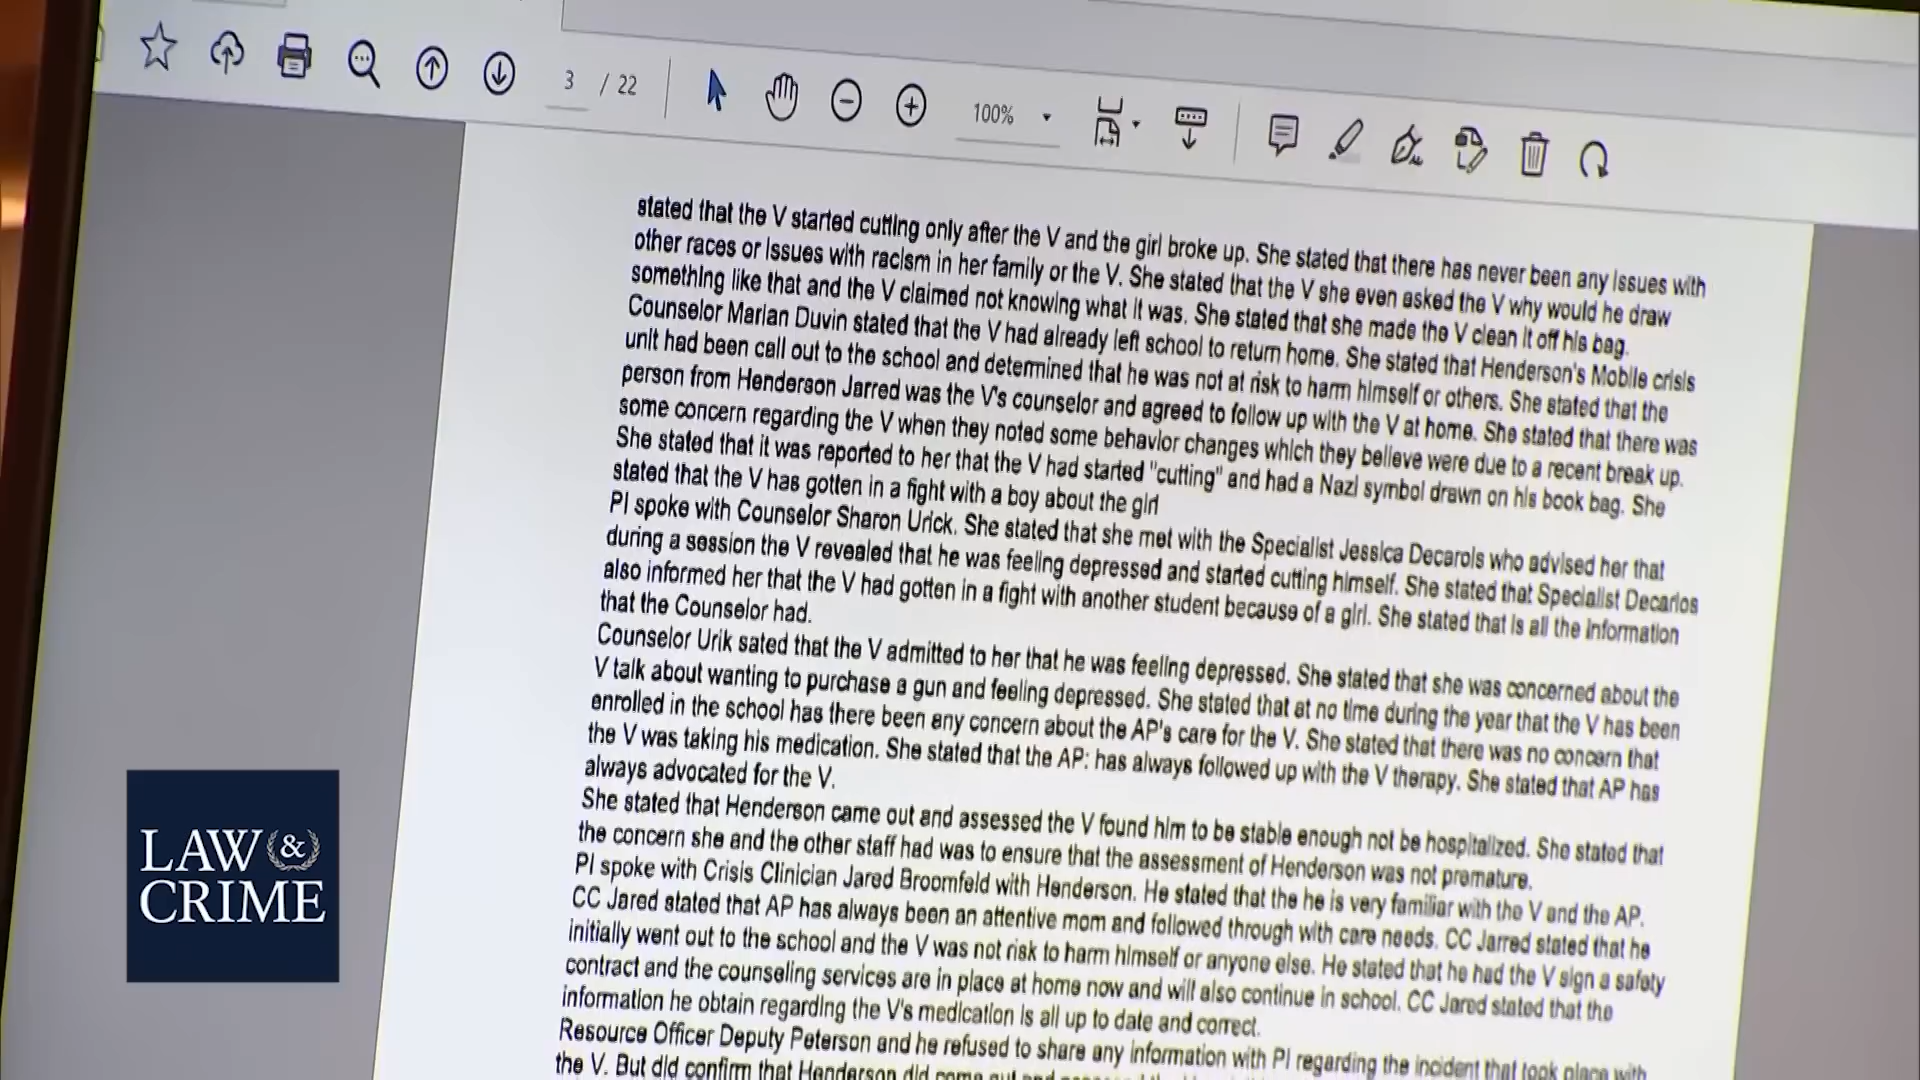 3 / 22
100%
stated that the V started cutting only after the V and the girl broke up. She stated that there has never been any issues with
other races or issues with racism in her family or the V. She stated that the V she even asked the V why would he draw
something like that and the V claimed not knowing what it was. She stated that she made the V clean it off his bag.
Counselor Marian Duvin stated that the V had already left school to return home. She stated that Henderson's Mobile crisis
unit had been call out to the school and determined that he was not at risk to harm himself or others. She stated that the
person from Henderson Jarred was the V's counselor and agreed to follow up with the V at home. She stated that there was
some concern regarding the V when they noted some behavior changes which they believe were due to a recent break up.
She stated that it was reported to her that the V had started "cutting" and had a Nazi symbol drawn on his book bag. She
stated that the V has gotten in a fight with a boy about the girl
PI spoke with Counselor Sharon Urick. She stated that she met with the Specialist Jessica Decarols who advised her that
during a session the V revealed that he was feeling depressed and started cutting himself. She stated that Specialist Decarlos
also informed her that the V had gotten in a fight with another student because of a girl. She stated that is all the information
that the Counselor had.
Counselor Urik sated that the V admitted to her that he was feeling depressed. She stated that she was concerned about the
V talk about wanting to purchase a gun and feeling depressed. She stated that at no time during the year that the V has been
enrolled in the school has there been any concern about the AP's care for the V. She stated that there was no concern that
the V was taking his medication. She stated that the AP: has always followed up with the V therapy. She stated that AP has
always advocated for the V.
She stated that Henderson came out and assessed the V found him to be stable enough not be hospitalized. She stated that
the concern she and the other staff had was to ensure that the assessment of Henderson was not premature.
PI spoke with Crisis Clinician Jared Broomfeld with Henderson. He stated that the he is very familiar with the V and the AP.
CC Jared stated that AP has always been an attentive mom and followed through with care needs. CC Jarred stated that he
initially went out to the school and the V was not risk to harm himself or anyone else. He stated that he had the V sign a safety
contract and the counseling services are in place at home now and will also continue in school. CC Jared stated that the
information he obtain regarding the V's medication is all up to date and correct.
Resource Officer Deputy Peterson and he refused to share any information with PI regarding the incident that took place with
the V. But did confirm that Henderson did come out and
LAW & CRIME